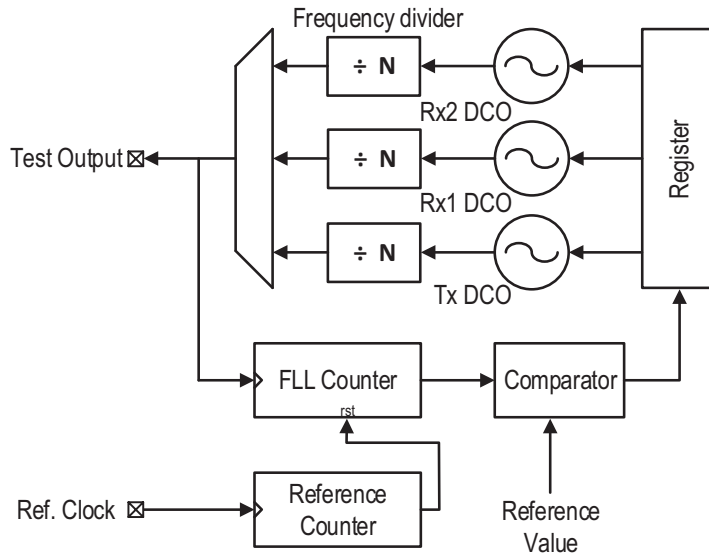 Frequency divider
÷ N
Rx2 DCO
Test Output
÷ N
Rx1 DCO
Register
÷ N
Tx DCO
FLL Counter
rst
Comparator
Ref. Clock
Reference
Counter
Reference
Value